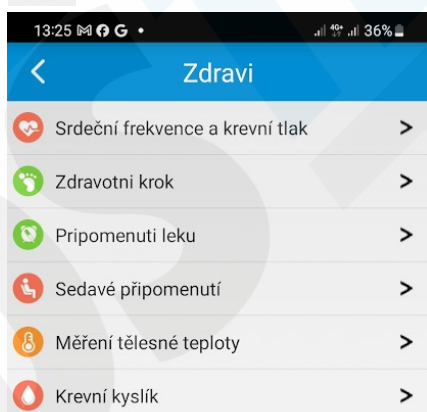 13:25 G • 4G+ 36%
Zdravi
Srdeční frekvence a krevní tlak
Zdravotni krok
Pripomenuti leku
Sedavé připomenutí
Měření tělesné teploty
Krevní kyslík